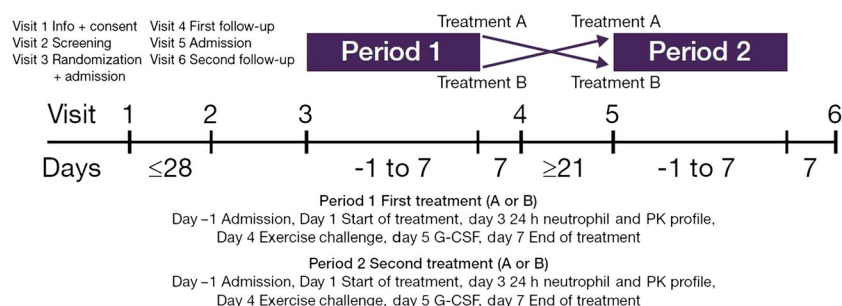 Visit 1 Info + consent
Visit 2 Screening
Visit 3 Randomization
+ admission
Visit 4 First follow-up
Visit 5 Admission
Visit 6 Second follow-up
Treatment A
Treatment A
Period 1
Period 2
Treatment B
Treatment B
Visit 1 2 3 4 5 6
Days ≤28 -1 to 7 7 ≥21 -1 to 7 7
Period 1 First treatment (A or B)
Day –1 Admission, Day 1 Start of treatment, day 3 24 h neutrophil and PK profile,
Day 4 Exercise challenge, day 5 G-CSF, day 7 End of treatment
Period 2 Second treatment (A or B)
Day –1 Admission, Day 1 Start of treatment, day 3 24 h neutrophil and PK profile,
Day 4 Exercise challenge, day 5 G-CSF, day 7 End of treatment